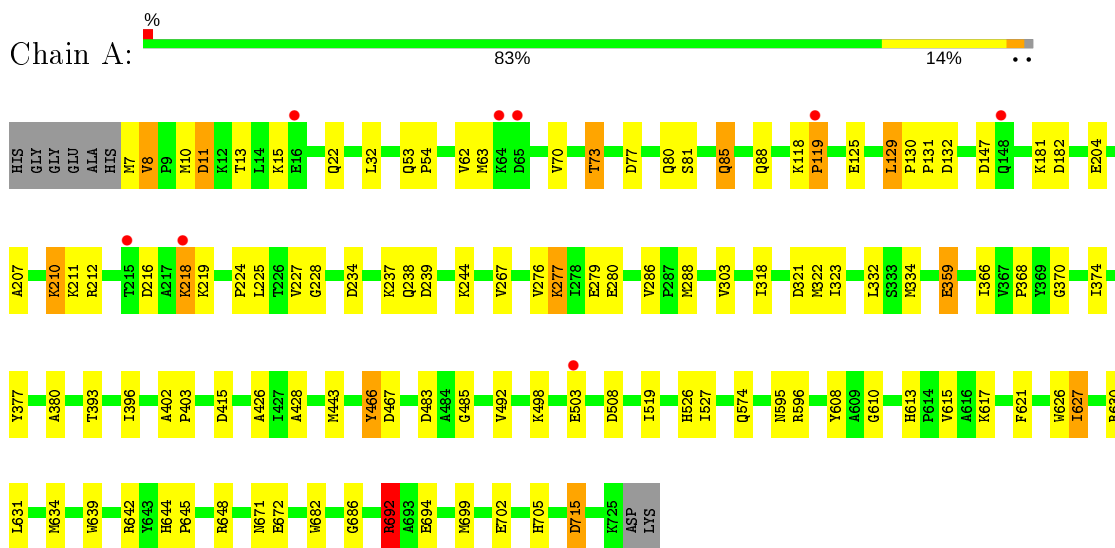 %
Chain A:
83%
14%
• •
HIS GLY GLY GLU ALA HIS M7 V8 P9 M10 D11 K12 T13 L14 K15 E16 Q22 L32 Q53 P54 V62 M63 K64 D65 V70 T73 D77 Q80 S81 Q85 Q88 K118 P119 E125 L129 P130 P131 D132 D147 Q148 K181 D182 E204
A207 K210 K211 R212 T215 D216 A217 K218 K219 P224 L225 T226 V227 G228 D234 K237 Q238 D239 K244 V267 V276 K277 I278 E279 E280 V286 P287 M288 V303 I318 D321 M322 I323 L332 S333 M334 E359 I366 V367 P368 Y369 G370 I374
Y377 A380 T393 I396 A402 P403 D415 A426 I427 A428 M443 Y466 D467 D483 A484 G485 V492 K498 E503 D508 I519 H526 I527 Q574 N595 R596 Y608 A609 G610 H613 P614 V615 A616 K617 F621 W626 I627
L631 M634 W639 R642 Y643 H644 P645 R648 N671 E672 W682 G686 R692 A693 E694 M699 E702 H705 D715 K725 ASP LYS